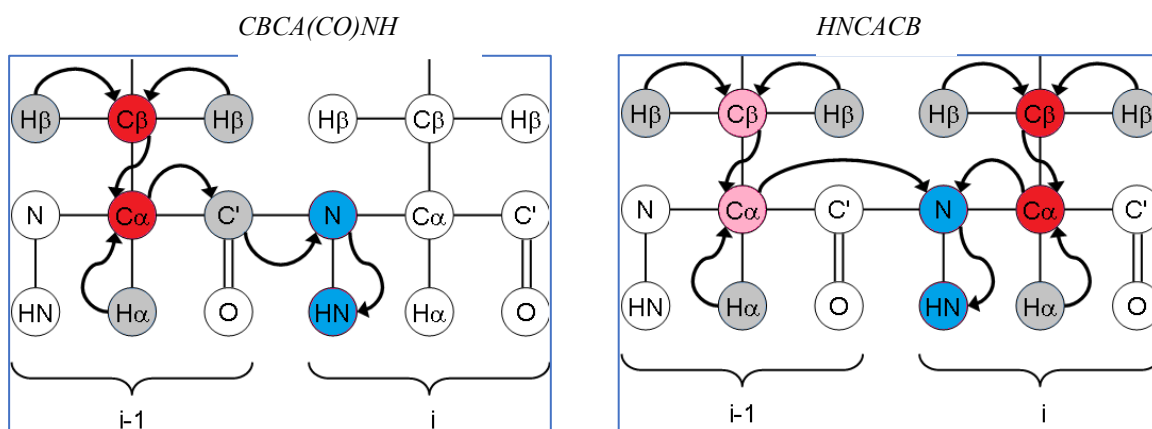 CBCA(CO)NH HNCACB
Hβ Cβ Hβ Hβ Cβ Hβ Hβ Cβ Hβ Hβ Cβ Hβ
N Cα C' N Cα C' N Cα C' N Cα C'
HN Hα O HN Hα O HN Hα O HN Hα O
i-1 i i-1 i